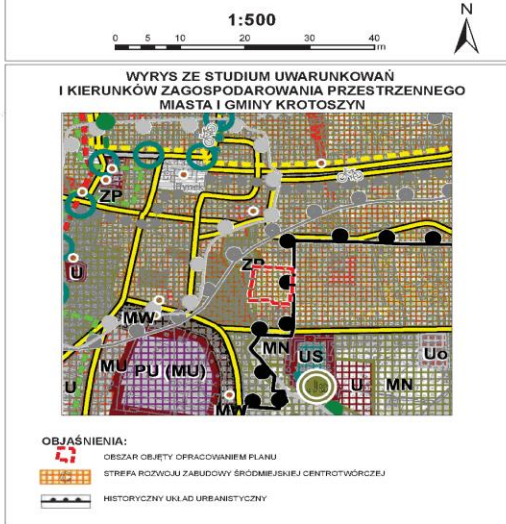 N
1:500
0 5 10 20 30 40
m
WYRYS ZE STUDIUM UWARUNKOWAŃ
I KIERUNKÓW ZAGOSPODAROWANIA PRZESTRZENNEGO
MIASTA I GMINY KROTOSZYN
Rynek
ZP
U
ZP
MW
MN
US
Uo
MU
PU (MU)
U
U
MN
MW
OBJAŚNIENIA:
OBSZAR OBJĘTY OPRACOWANIEM PLANU
STREFA ROZWOJU ZABUDOWY ŚRÓDMIEJSKIEJ CENTROTWÓRCZEJ
HISTORYCZNY UKŁAD URBANISTYCZNY